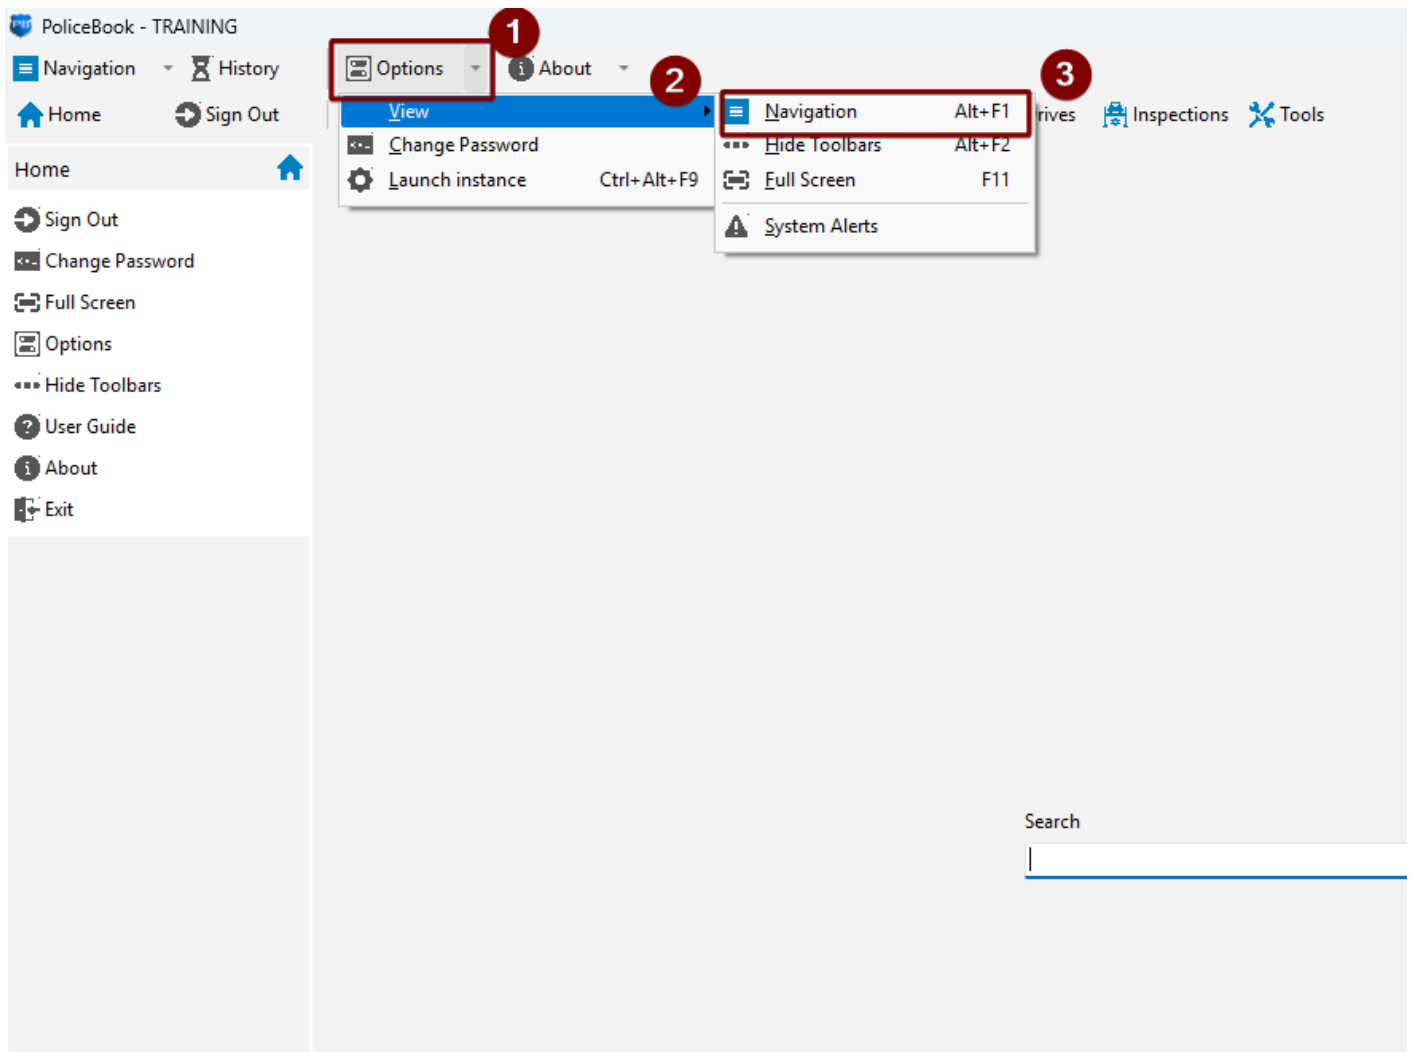 PoliceBook - TRAINING
1
Navigation History Options About
2
3
Home Sign Out View Navigation Alt+F1 rives Inspections Tools
Change Password Hide Toolbars Alt+F2
Launch instance Ctrl+Alt+F9 Full Screen F11
System Alerts
Home
Sign Out
Change Password
Full Screen
Options
Hide Toolbars
User Guide
About
Exit
Search